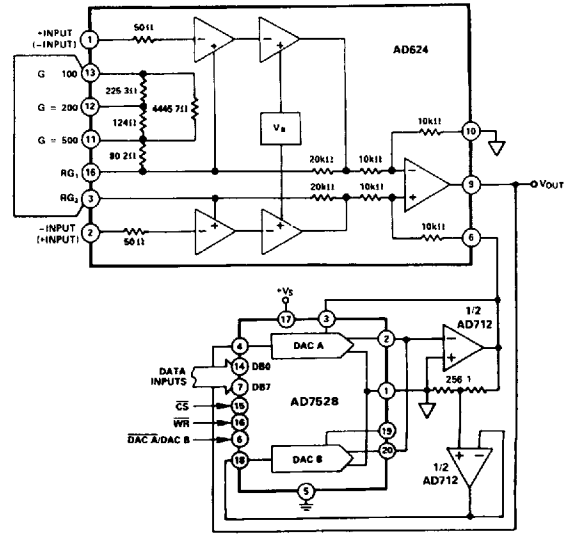 +INPUT
(−INPUT)
1
50Ω
AD624
G 100
13
225 3Ω
4445 7Ω
G = 200
12
124Ω
VB
10kΩ
10
G = 500
11
80 2Ω
20kΩ
10kΩ
RG1
16
9
VOUT
RG2
3
20kΩ
10kΩ
10kΩ
−INPUT
(+INPUT)
2
50Ω
6
+VS
17
3
1/2
AD712
4
DAC A
2
DATA
INPUTS
14
DB0
256 1
7
DB7
1
AD7528
CS
15
WR
16
19
DAC A/DAC B
6
20
18
DAC B
1/2
AD712
5